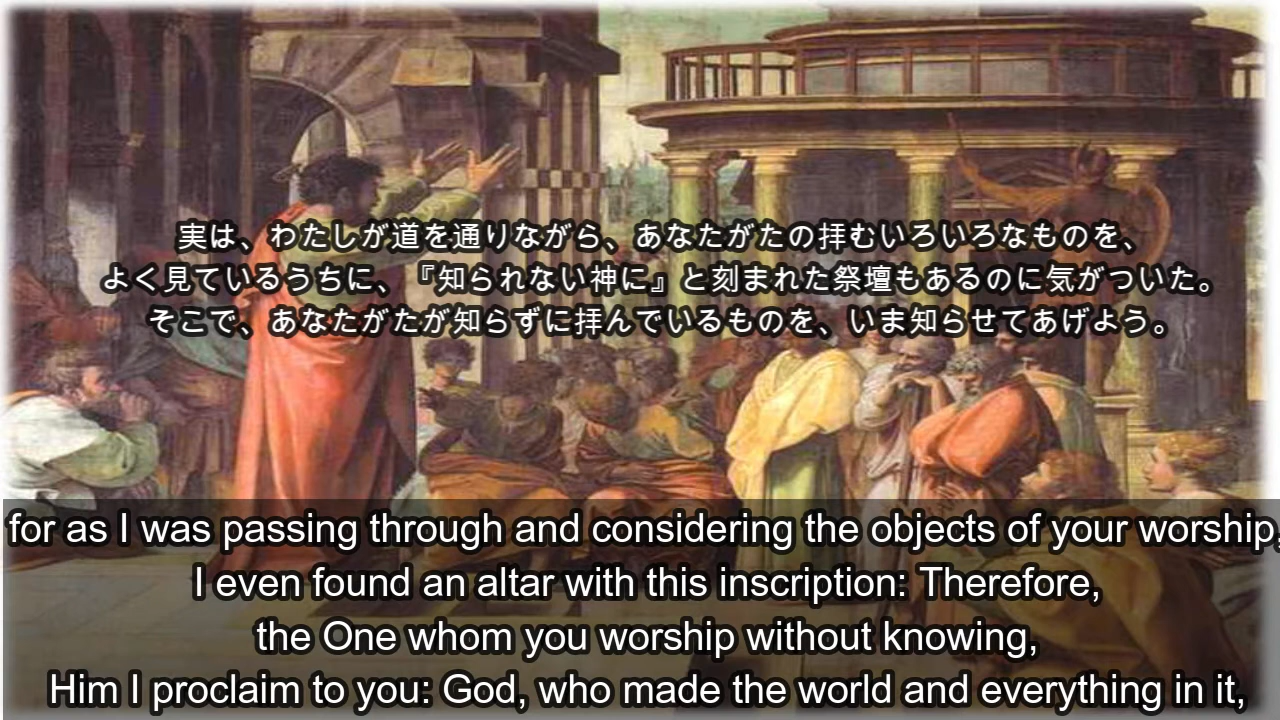 実は、わたしが道を通りながら、あなたがたの拝むいろいろなものを、
よく見ているうちに、『知られない神に』と刻まれた祭壇もあるのに気がついた。
そこで、あなたがたが知らずに拝んでいるものを、いま知らせてあげよう。
for as I was passing through and considering the objects of your worship,
I even found an altar with this inscription: Therefore,
the One whom you worship without knowing,
Him I proclaim to you: God, who made the world and everything in it,